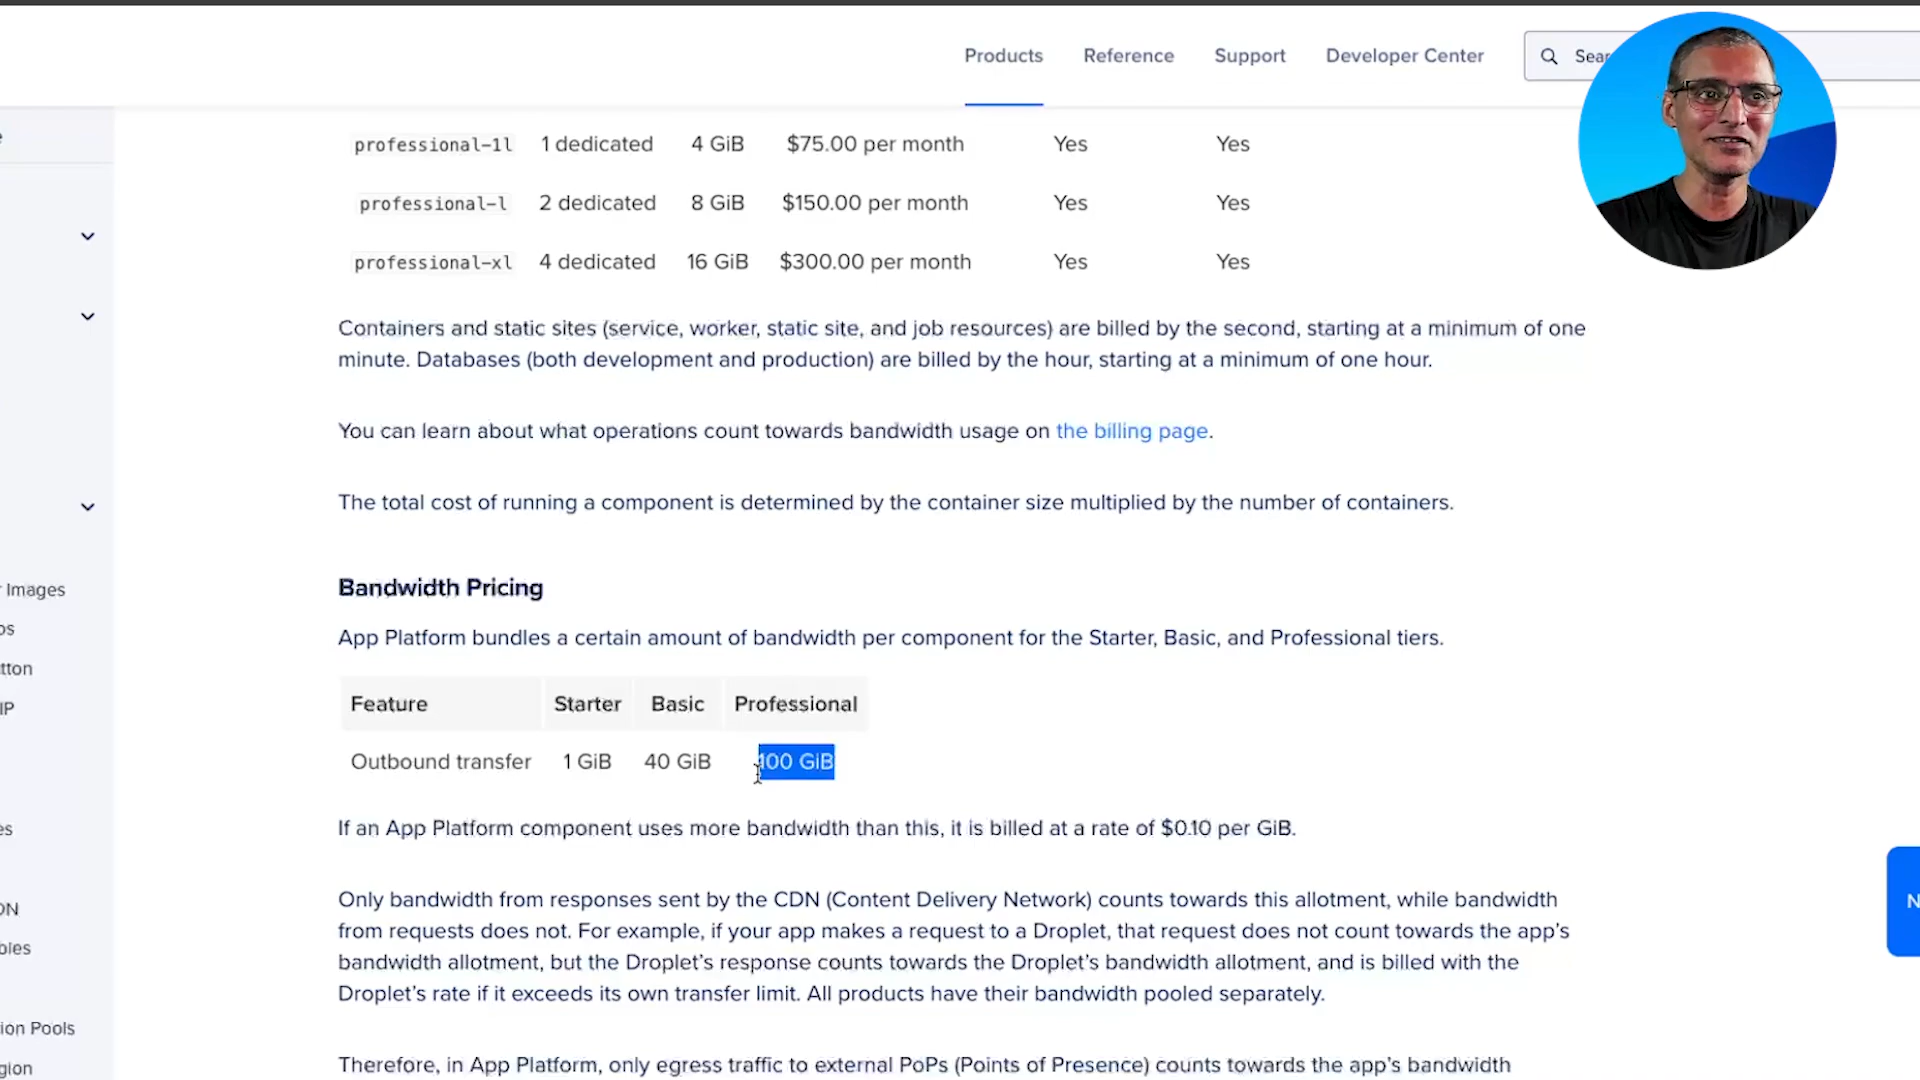 Products Reference Support Developer Center
professional-1l 1 dedicated 4 GiB $75.00 per month Yes Yes
professional-l 2 dedicated 8 GiB $150.00 per month Yes Yes
professional-xl 4 dedicated 16 GiB $300.00 per month Yes Yes
Containers and static sites (service, worker, static site, and job resources) are billed by the second, starting at a minimum of one
minute. Databases (both development and production) are billed by the hour, starting at a minimum of one hour.
You can learn about what operations count towards bandwidth usage on the billing page.
The total cost of running a component is determined by the container size multiplied by the number of containers.
Images
Bandwidth Pricing
App Platform bundles a certain amount of bandwidth per component for the Starter, Basic, and Professional tiers.
IP
Feature Starter Basic Professional
Outbound transfer 1 GiB 40 GiB 100 GiB
If an App Platform component uses more bandwidth than this, it is billed at a rate of $0.10 per GiB.
Only bandwidth from responses sent by the CDN (Content Delivery Network) counts towards this allotment, while bandwidth
from requests does not. For example, if your app makes a request to a Droplet, that request does not count towards the app's
bandwidth allotment, but the Droplet's response counts towards the Droplet's bandwidth allotment, and is billed with the
Droplet's rate if it exceeds its own transfer limit. All products have their bandwidth pooled separately.
Pools
Therefore, in App Platform, only egress traffic to external PoPs (Points of Presence) counts towards the app's bandwidth